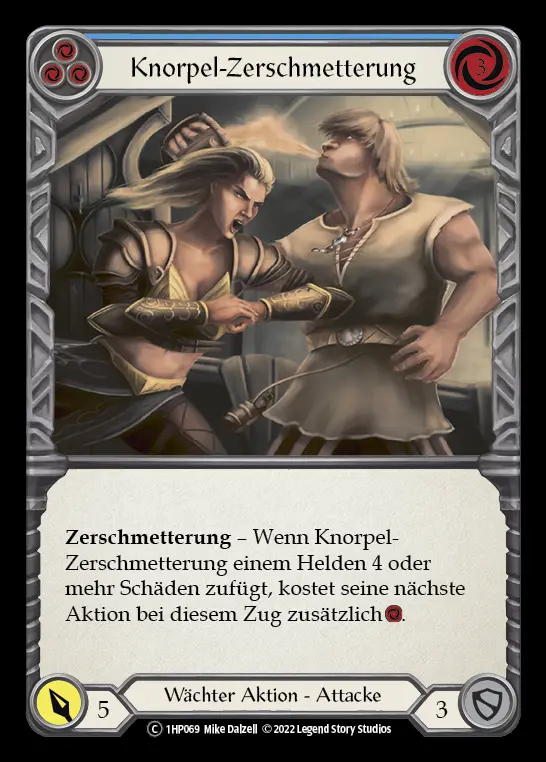 Knorpel-Zerschmetterung
3
Zerschmetterung – Wenn Knorpel-
Zerschmetterung einem Helden 4 oder
mehr Schäden zufügt, kostet seine nächste
Aktion bei diesem Zug zusätzlich.
5
Wächter Aktion - Attacke
3
C 1HP069 Mike Dalzell © 2022 Legend Story Studios